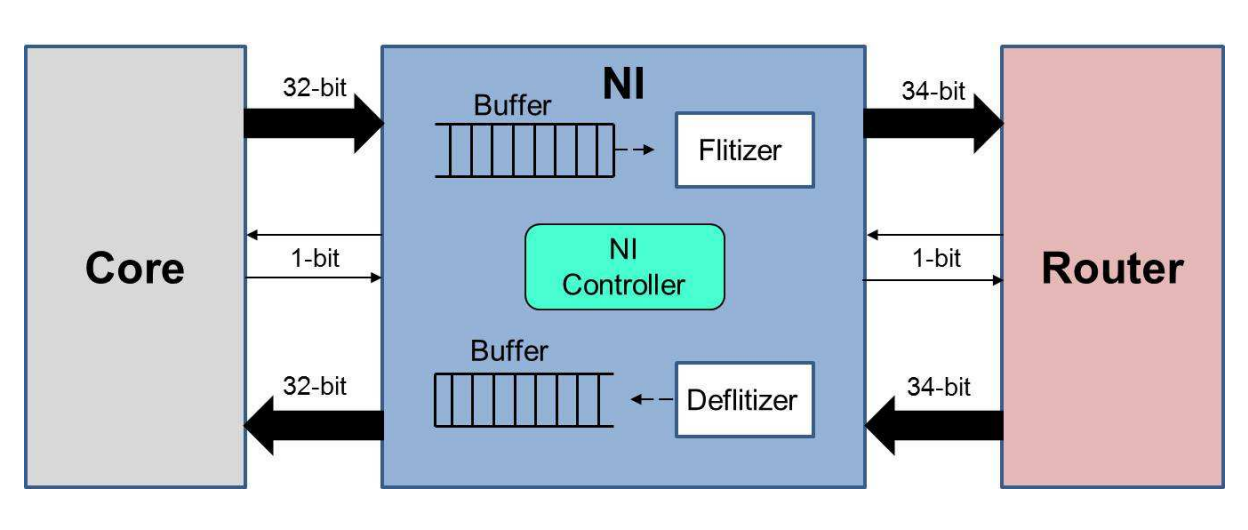 32-bit
NI
34-bit
Buffer
Flitizer
Core
1-bit
NI
Controller
1-bit
Router
Buffer
32-bit
Deflitizer
34-bit